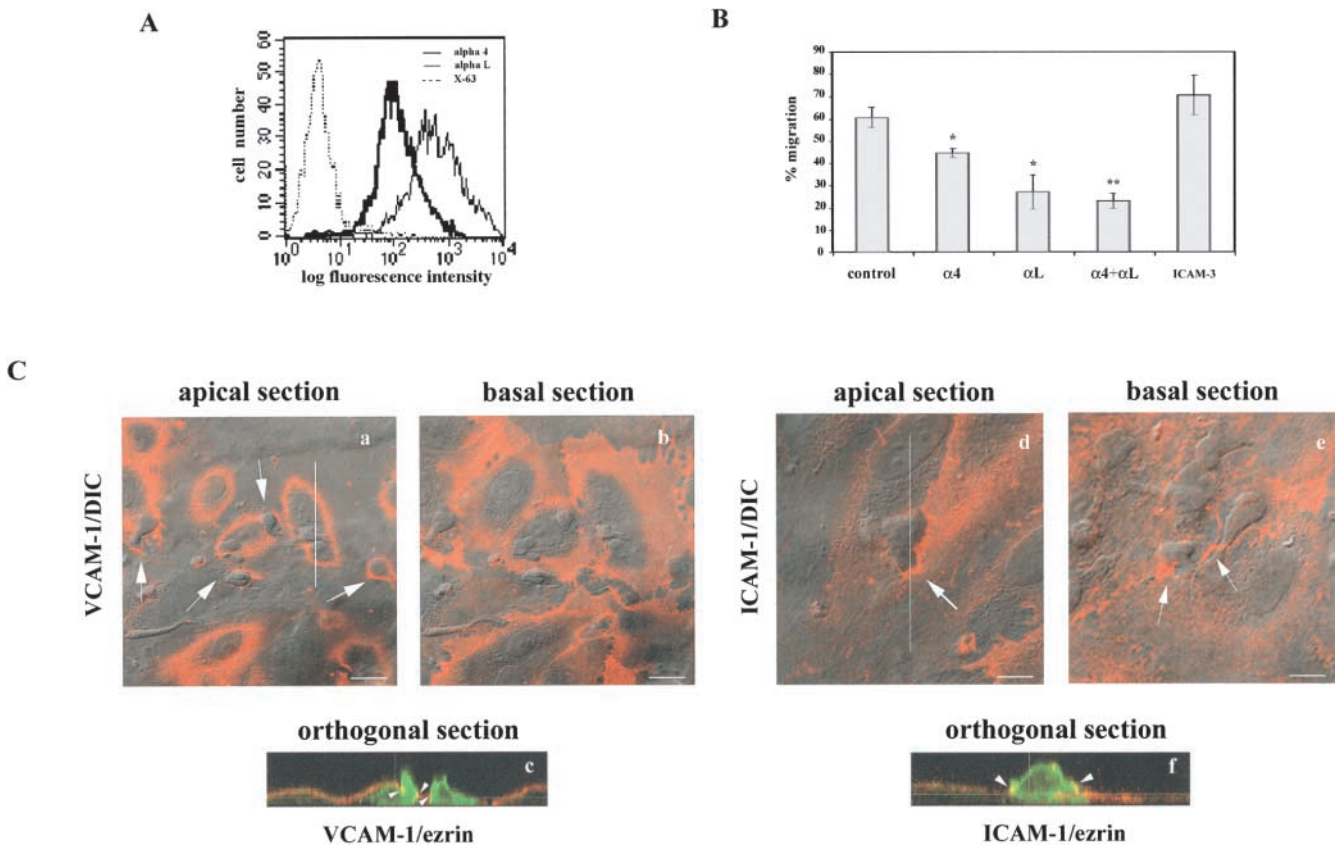 A
60
50
40
30
20
10
0
cell number
alpha 4
alpha L
X-63
10^0 10^1 10^2 10^3 10^4
log fluorescence intensity
B
90
80
70
60
50
40
30
20
10
0
% migration
* * **
control α4 αL α4+αL ICAM-3
C
apical section basal section
VCAM-1/DIC
a b
orthogonal section
c
VCAM-1/ezrin
apical section basal section
ICAM-1/DIC
d e
orthogonal section
f
ICAM-1/ezrin